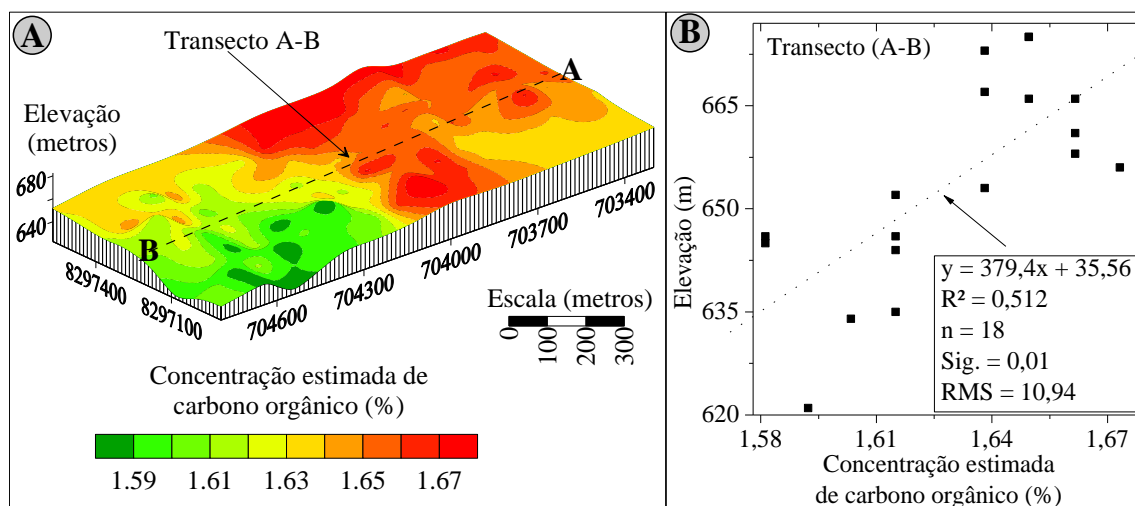 A
Transecto A-B
A
Elevação
(metros)
680
640
B
8297400
8297100
704600
704300
704000
703700
703400
Escala (metros)
0
100
200
300
Concentração estimada de
carbono orgânico (%)
1.59
1.61
1.63
1.65
1.67
B
Transecto (A-B)
Elevação (m)
665
650
635
620
y = 379,4x + 35,56
R² = 0,512
n = 18
Sig. = 0,01
RMS = 10,94
1,58
1,61
1,64
1,67
Concentração estimada
de carbono orgânico (%)